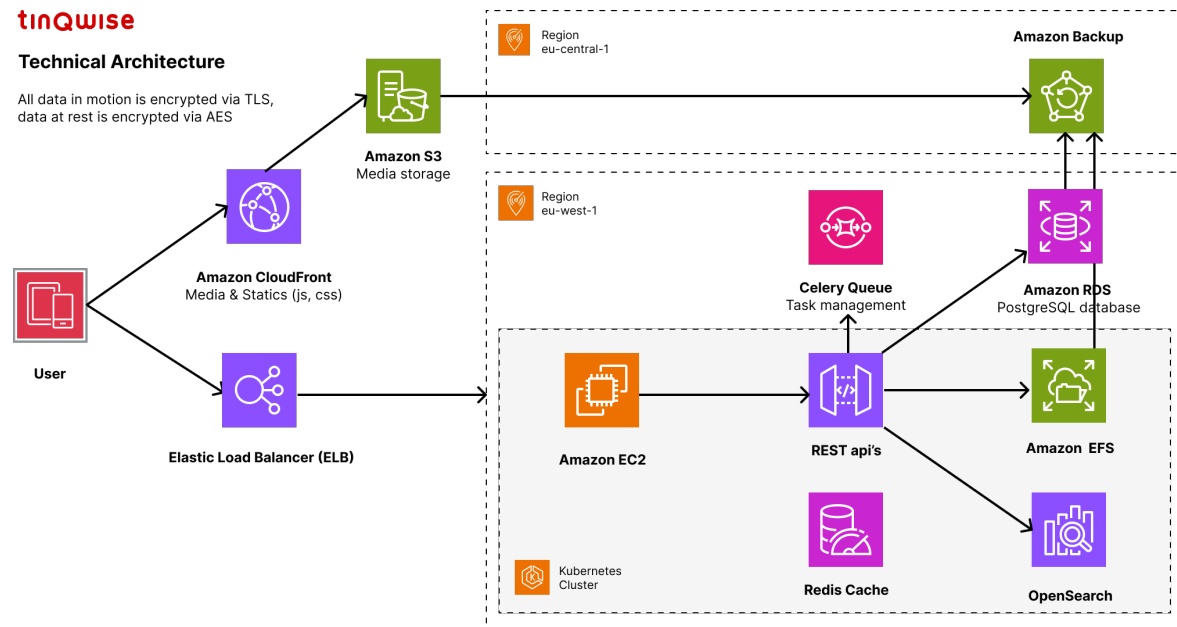 tinQwise
Technical Architecture
All data in motion is encrypted via TLS,
data at rest is encrypted via AES
Region
eu-central-1
Amazon Backup
Amazon S3
Media storage
Region
eu-west-1
Amazon CloudFront
Media & Statics (js, css)
Celery Queue
Task management
Amazon RDS
PostgreSQL database
User
Elastic Load Balancer (ELB)
Amazon EC2
</>
REST api's
Amazon EFS
K
Kubernetes
Cluster
Redis Cache
OpenSearch